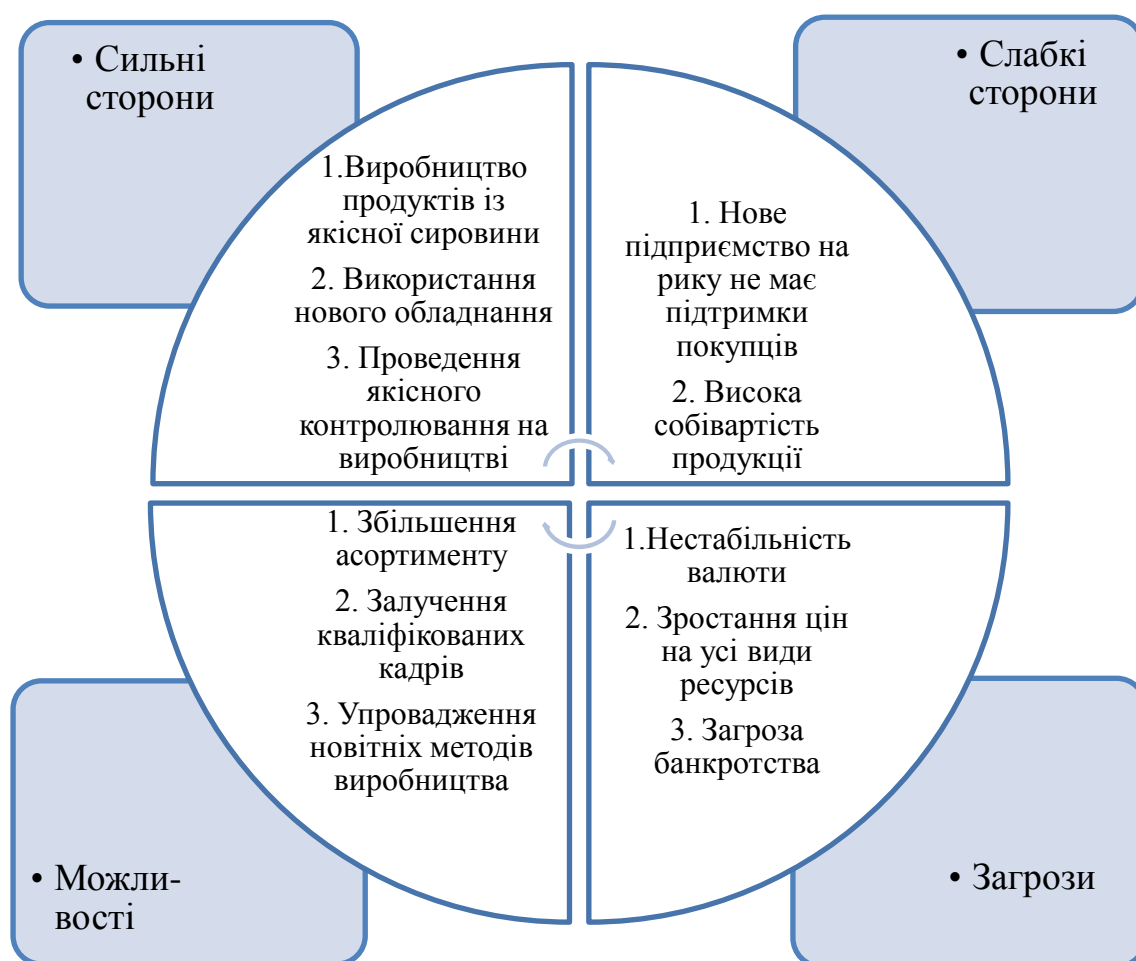 • Сильні
сторони
1.Виробництво
продуктів із
якісної сировини
2. Використання
нового обладнання
3. Проведення
якісного
контролювання на
виробництві
• Слабкі
сторони
1. Нове
підприємство на
рику не має
підтримки
покупців
2. Висока
собівартість
продукції
1. Збільшення
асортименту
2. Залучення
кваліфікованих
кадрів
3. Упровадження
новітніх методів
виробництва
• Можли-
вості
1.Нестабільність
валюти
2. Зростання цін
на усі види
ресурсів
3. Загроза
банкротства
• Загрози